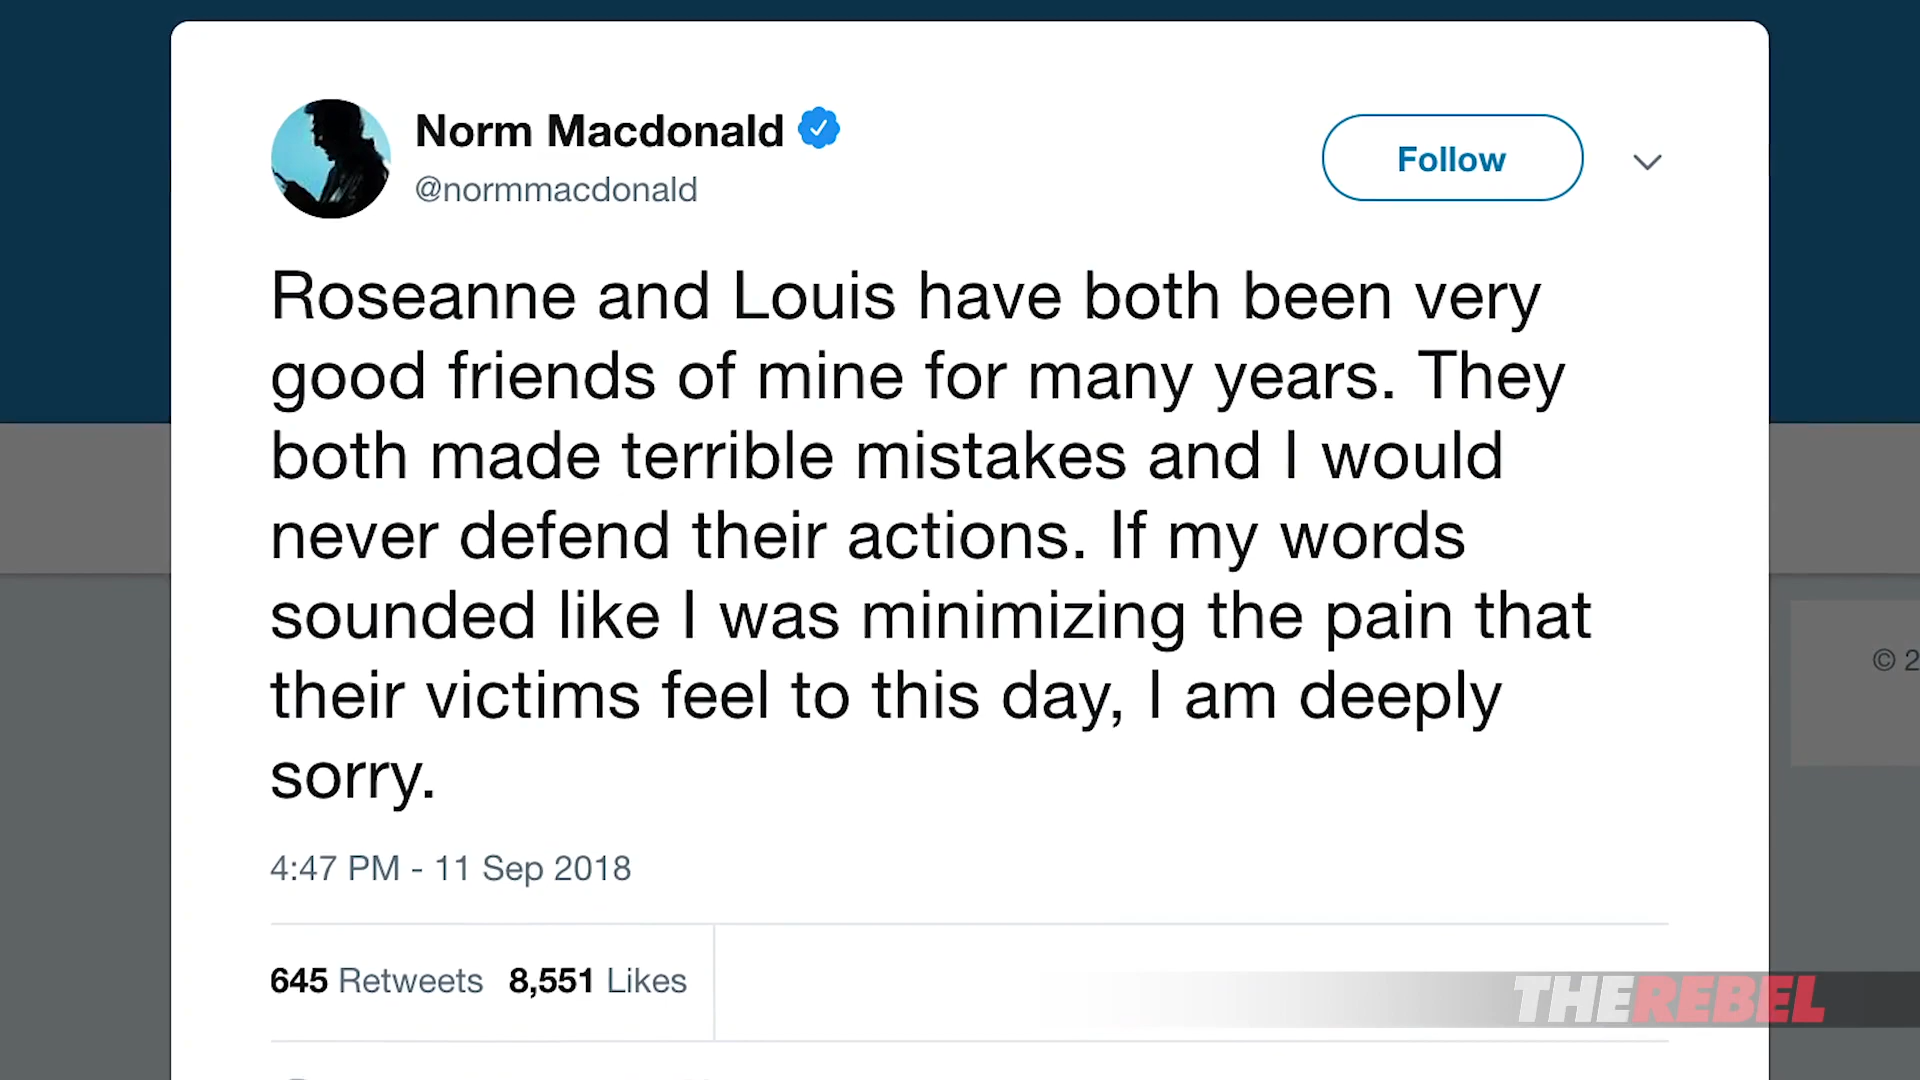 Norm Macdonald
@normmacdonald
Follow
Roseanne and Louis have both been very
good friends of mine for many years. They
both made terrible mistakes and I would
never defend their actions. If my words
sounded like I was minimizing the pain that
their victims feel to this day, I am deeply
sorry.
© 2
4:47 PM - 11 Sep 2018
645 Retweets 8,551 Likes
THEREBEL